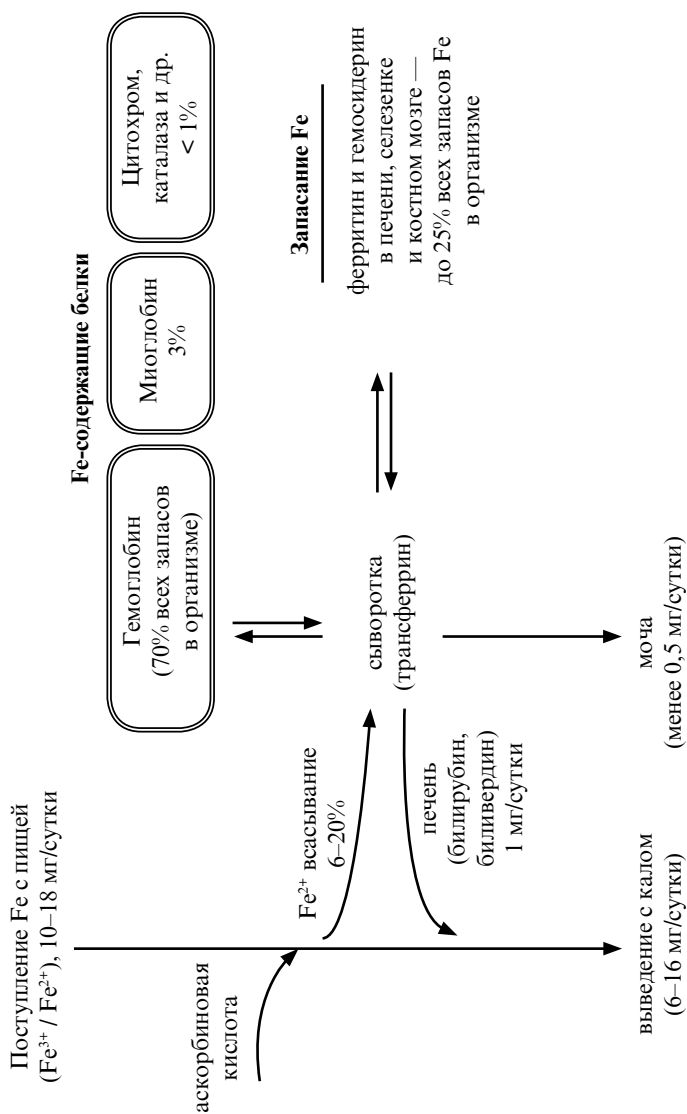 Поступление Fe с пищей
(Fe³⁺ / Fe²⁺), 10–18 мг/сутки
Fe-содержащие белки
Гемоглобин
(70% всех запасов
в организме)
Миоглобин
3%
Цитохром,
каталаза и др.
< 1%
аскорбиновая
кислота
Fe²⁺ всасывание
6–20%
сыворотка
(трансферрин)
Запасание Fe
ферритин и гемосидерин
в печени, селезенке
и костном мозге —
до 25% всех запасов Fe
в организме
печень
(билирубин,
биливердин)
1 мг/сутки
выведение с калом
(6–16 мг/сутки)
моча
(менее 0,5 мг/сутки)